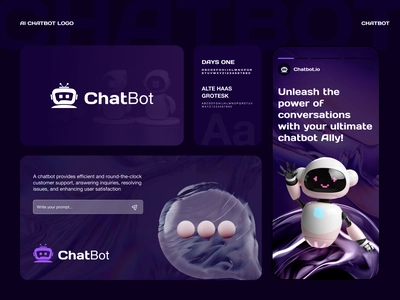 CHATBOT
AI CHATBOT LOGO
CHATBOT
ChatBot
DAYS ONE
ALTE HAAS
GROTESK
Aa
Chatbot.io
Unleash the
power of
conversations
with your ultimate
chatbot Ally!
A chatbot provides efficient and round-the-clock
customer support, answering inquiries, resolving
issues, and enhancing user satisfaction
Write your prompt...
ChatBot